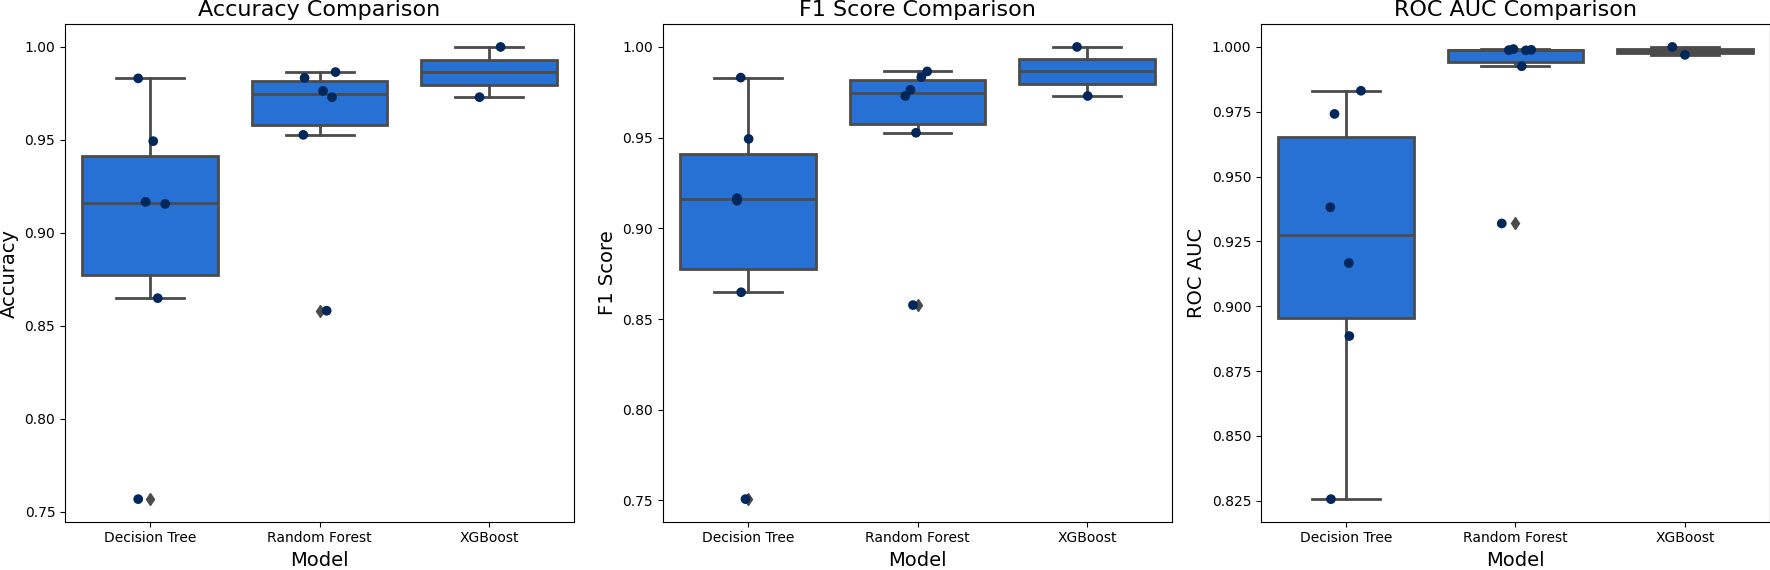 Accuracy Comparison
Accuracy
1.00
0.95
0.90
0.85
0.80
0.75
Decision Tree Random Forest XGBoost
Model
F1 Score Comparison
F1 Score
1.00
0.95
0.90
0.85
0.80
0.75
Decision Tree Random Forest XGBoost
Model
ROC AUC Comparison
ROC AUC
1.000
0.975
0.950
0.925
0.900
0.875
0.850
0.825
Decision Tree Random Forest XGBoost
Model